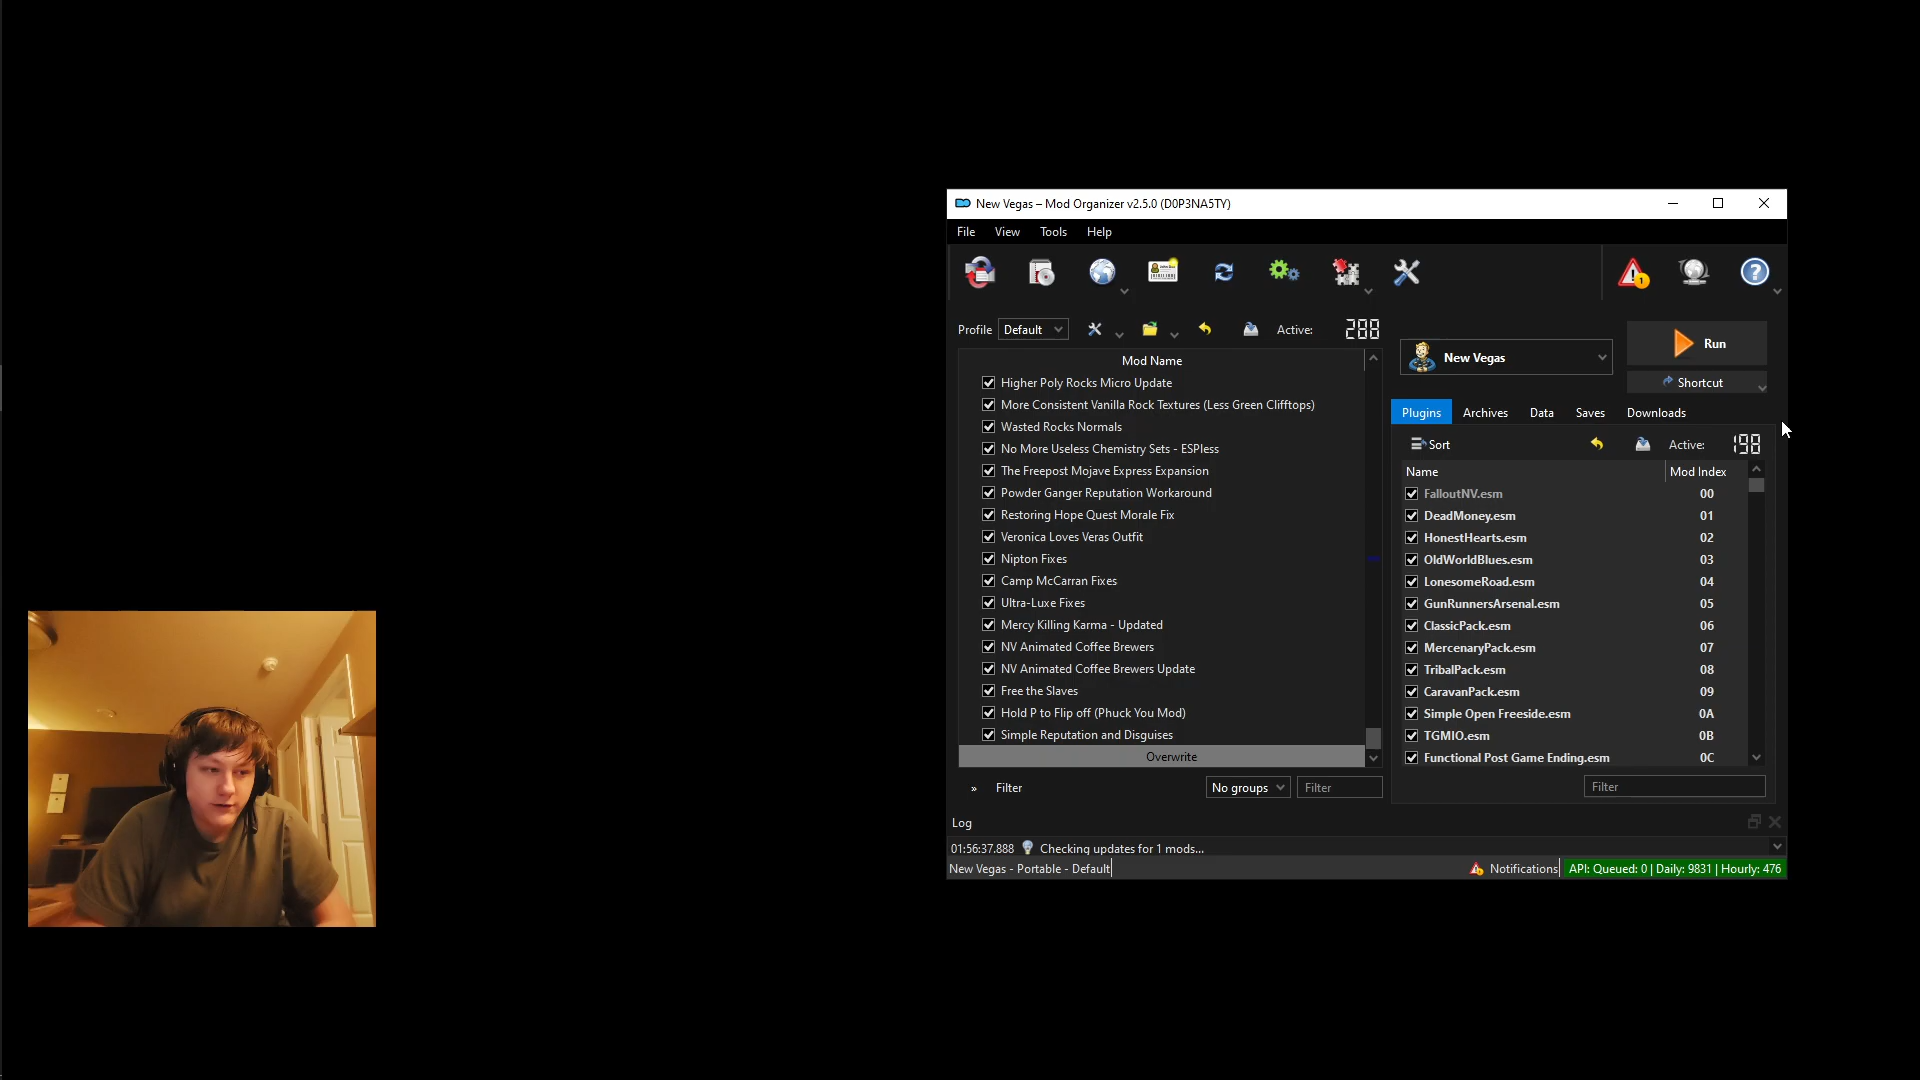 New Vegas – Mod Organizer v2.5.0 (D0P3NA5TY)
File View Tools Help
Profile Default Active: 288
Mod Name
Higher Poly Rocks Micro Update
More Consistent Vanilla Rock Textures (Less Green Clifftops)
Wasted Rocks Normals
No More Useless Chemistry Sets - ESPless
The Freepost Mojave Express Expansion
Powder Ganger Reputation Workaround
Restoring Hope Quest Morale Fix
Veronica Loves Veras Outfit
Nipton Fixes
Camp McCarran Fixes
Ultra-Luxe Fixes
Mercy Killing Karma - Updated
NV Animated Coffee Brewers
NV Animated Coffee Brewers Update
Free the Slaves
Hold P to Flip off (Phuck You Mod)
Simple Reputation and Disguises
Overwrite
» Filter No groups Filter
New Vegas
Run
Shortcut
Plugins Archives Data Saves Downloads
Sort Active: 198
Name Mod Index
FalloutNV.esm 00
DeadMoney.esm 01
HonestHearts.esm 02
OldWorldBlues.esm 03
LonesomeRoad.esm 04
GunRunnersArsenal.esm 05
ClassicPack.esm 06
MercenaryPack.esm 07
TribalPack.esm 08
CaravanPack.esm 09
Simple Open Freeside.esm 0A
TGMIO.esm 0B
Functional Post Game Ending.esm 0C
Filter
Log
01:56:37.888 Checking updates for 1 mods...
New Vegas - Portable - Default Notifications API: Queued: 0 | Daily: 9831 | Hourly: 476